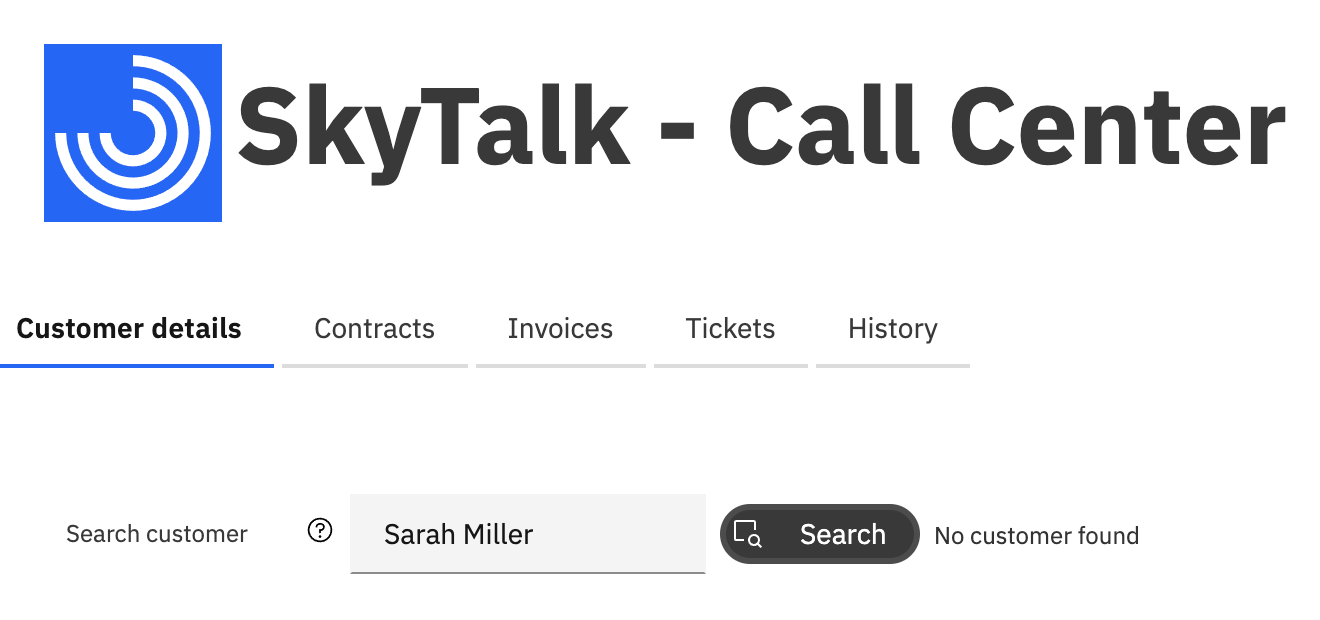 SkyTalk - Call Center
Customer details Contracts Invoices Tickets History
Search customer Sarah Miller Search No customer found